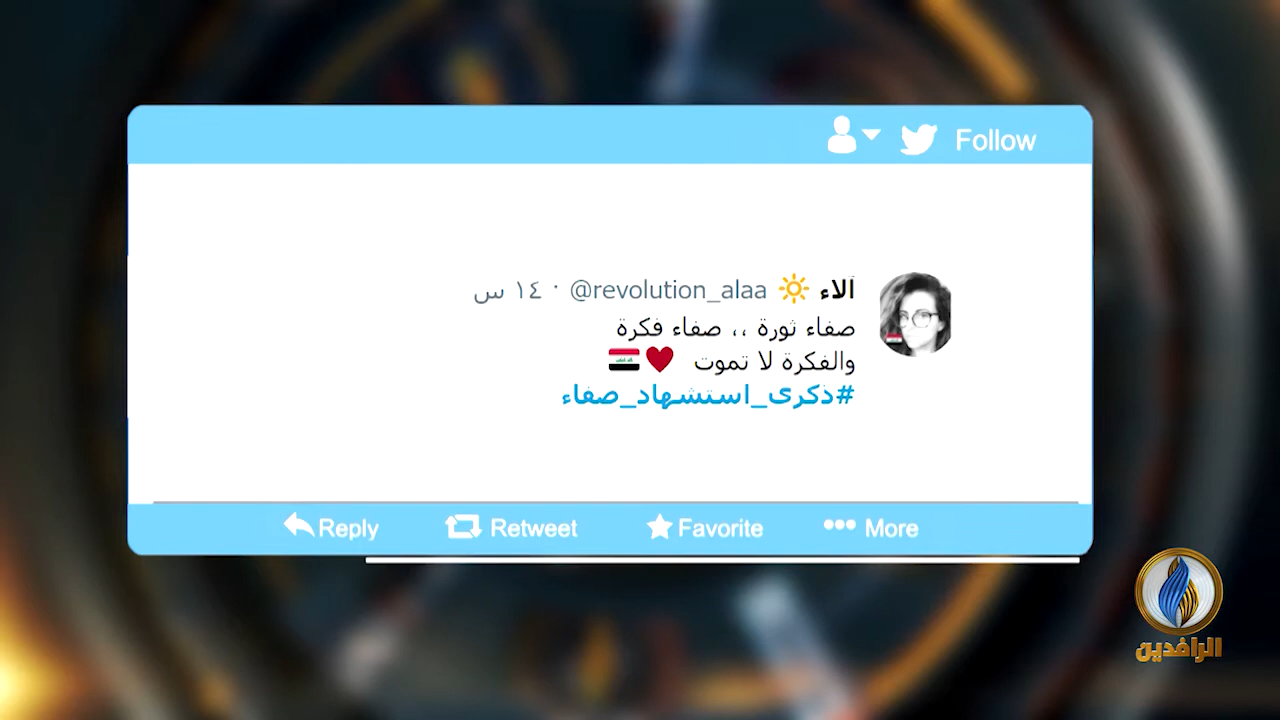 Follow
آلاء @revolution_alaa · ١٤ س
صفاء ثورة ،، صفاء فكرة
والفكرة لا تموت
#ذكرى_استشهاد_صفاء
Reply Retweet Favorite More
الرافدين